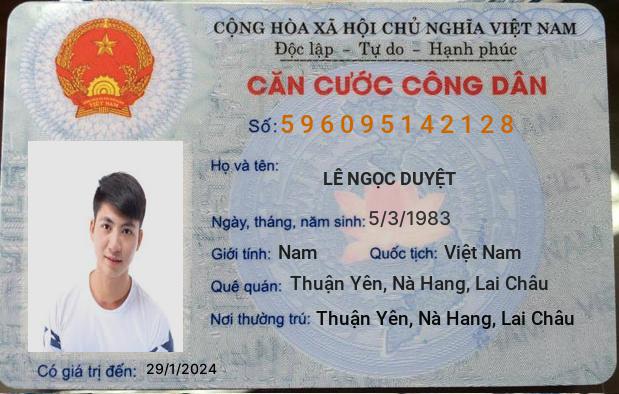 CỘNG HÒA XÃ HỘI CHỦ NGHĨA VIỆT NAM
Độc lập - Tự do - Hạnh phúc
CĂN CƯỚC CÔNG DÂN
Số: 596095142128
Họ và tên:
LÊ NGỌC DUYỆT
Ngày, tháng, năm sinh: 5/3/1983
Giới tính: Nam Quốc tịch: Việt Nam
Quê quán: Thuận Yên, Nà Hang, Lai Châu
Nơi thường trú: Thuận Yên, Nà Hang, Lai Châu
Có giá trị đến: 29/1/2024
VIỆT NAM